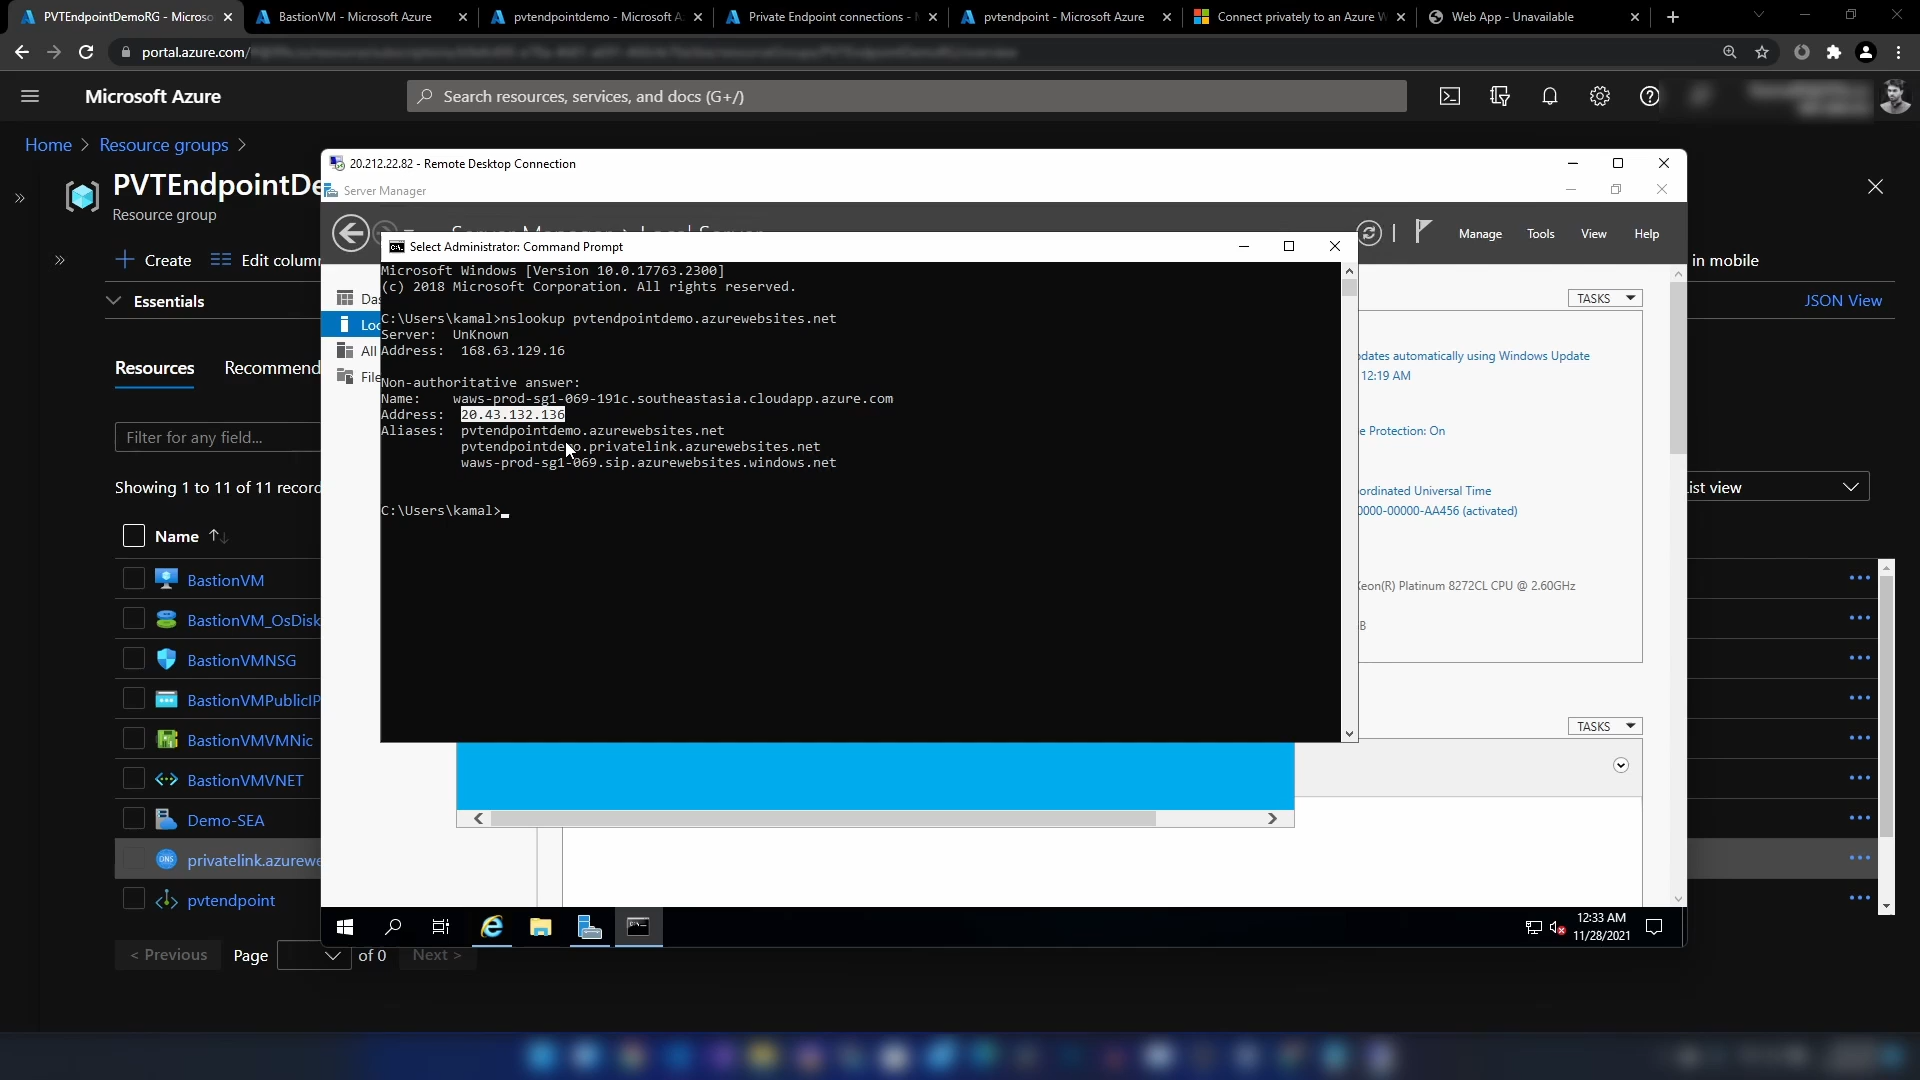 PVTEndpointDemoRG - Microso
BastionVM - Microsoft Azure
pvtendpointdemo - Microsoft A
Private Endpoint connections -
pvtendpoint - Microsoft Azure
Connect privately to an Azure W
Web App - Unavailable
portal.azure.com/
Microsoft Azure
Search resources, services, and docs (G+/)
Home > Resource groups >
PVTEndpointDe
Resource group
Create
Edit colum
in mobile
Essentials
JSON View
Resources
Recommend
Filter for any field...
Showing 1 to 11 of 11 record
ist view
Name
BastionVM
BastionVM_OsDisk
BastionVMNSG
BastionVMPublicIP
BastionVMVMNic
BastionVMVNET
Demo-SEA
privatelink.azurewe
pvtendpoint
< Previous
Page
of 0
Next >
20.212.22.82 - Remote Desktop Connection
Server Manager
Manage
Tools
View
Help
Das
Loc
All
File
TASKS
pdates automatically using Windows Update
12:19 AM
e Protection: On
ordinated Universal Time
0000-00000-AA456 (activated)
Xeon(R) Platinum 8272CL CPU @ 2.60GHz
B
TASKS
Select Administrator: Command Prompt
Microsoft Windows [Version 10.0.17763.2300]
(c) 2018 Microsoft Corporation. All rights reserved.
C:\Users\kamal>nslookup pvtendpointdemo.azurewebsites.net
Server: UnKnown
Address: 168.63.129.16
Non-authoritative answer:
Name: waws-prod-sg1-069-191c.southeastasia.cloudapp.azure.com
Address: 20.43.132.136
Aliases: pvtendpointdemo.azurewebsites.net
pvtendpointdemo.privatelink.azurewebsites.net
waws-prod-sg1-069.sip.azurewebsites.windows.net
C:\Users\kamal>
12:33 AM
11/28/2021